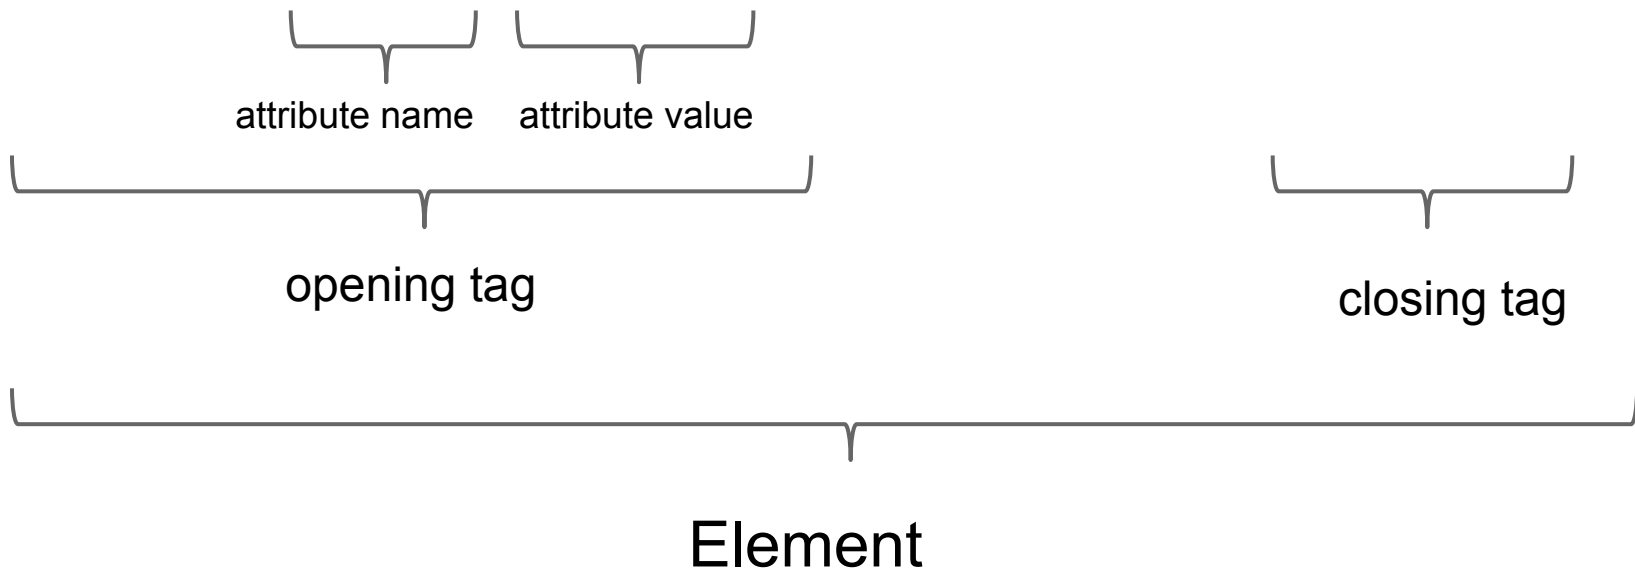 attribute name attribute value
opening tag
closing tag
Element